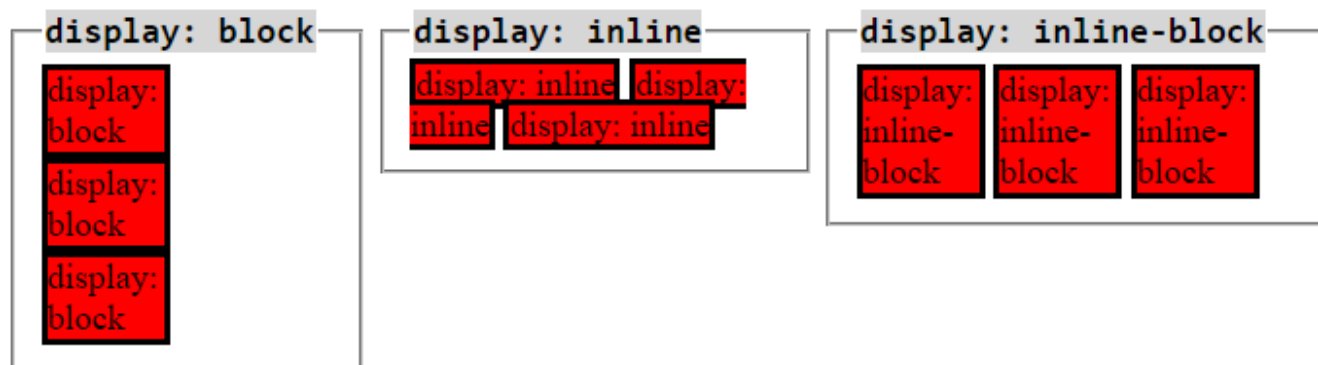 display: block
display:
block
display:
block
display:
block
display: inline
display: inline display:
inline display: inline
display: inline-block
display: display: display:
inline- inline- inline-
block block block